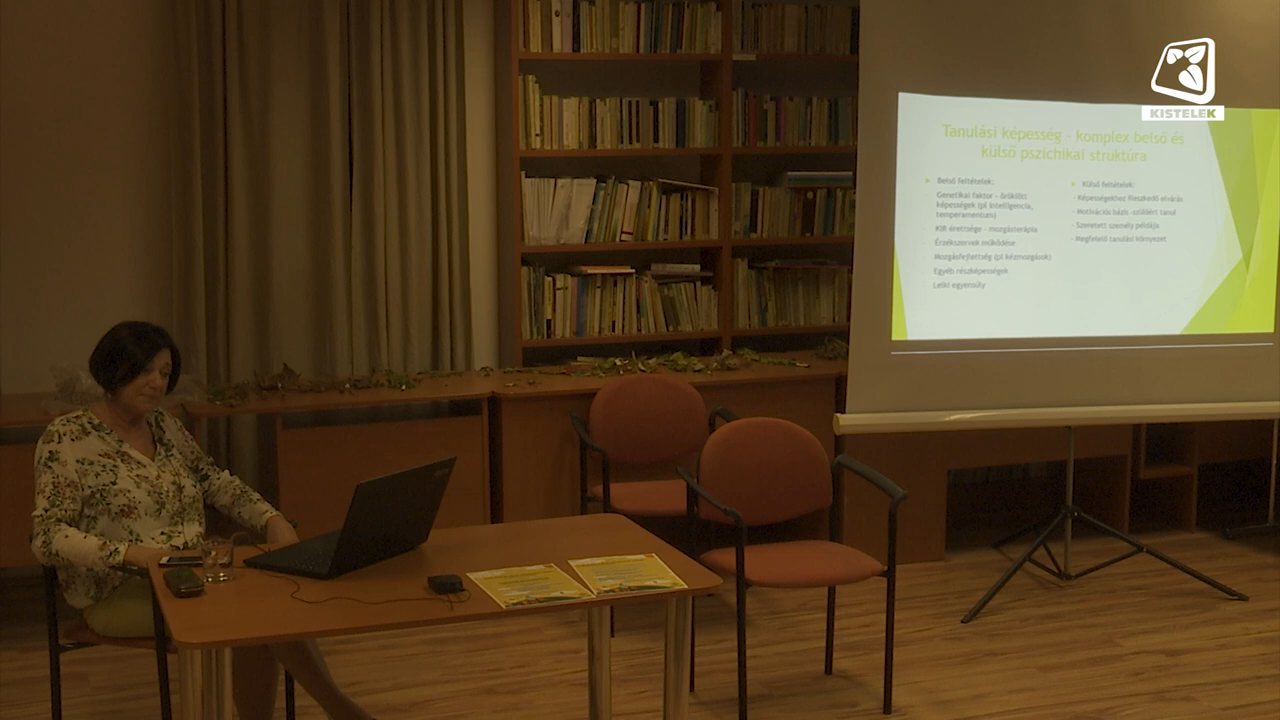 KISTELEK
Tanulási képesség - komplex belső és
külső pszichikai struktúra
Belső feltételek:
Genetikai faktor - öröklött
képességek (pl intelligencia,
temperamentum)
KIR érettsége - mozgásterápia
Érzékszervek működése
Mozgásfejlettség (pl kézmozgások)
Egyéb részképességek
Lelki egyensúly
Külső feltételek:
- Képességekhez illeszkedő elvárás
- Motivációs bázis -szükiért tanul
- Szeretett személy példája
- Megfelelő tanulási környezet